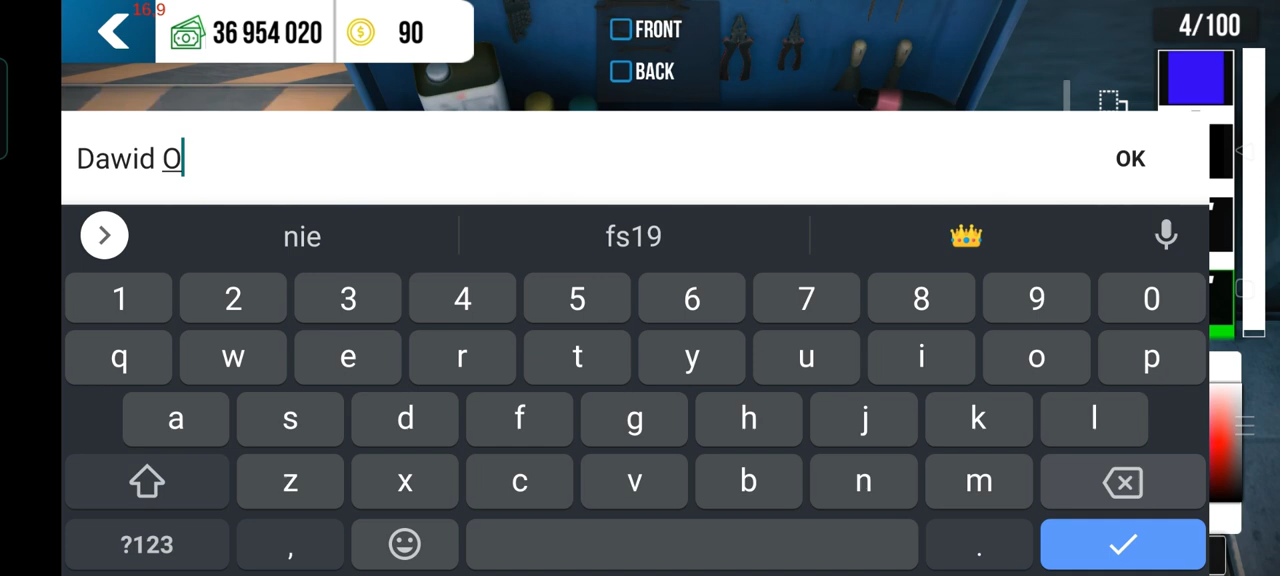 16.9
36 954 020
90
FRONT
BACK
4/100
Dawid O
OK
nie fs19 👑
1 2 3 4 5 6 7 8 9 0
q w e r t y u i o p
a s d f g h j k l
z x c v b n m
?123 , .